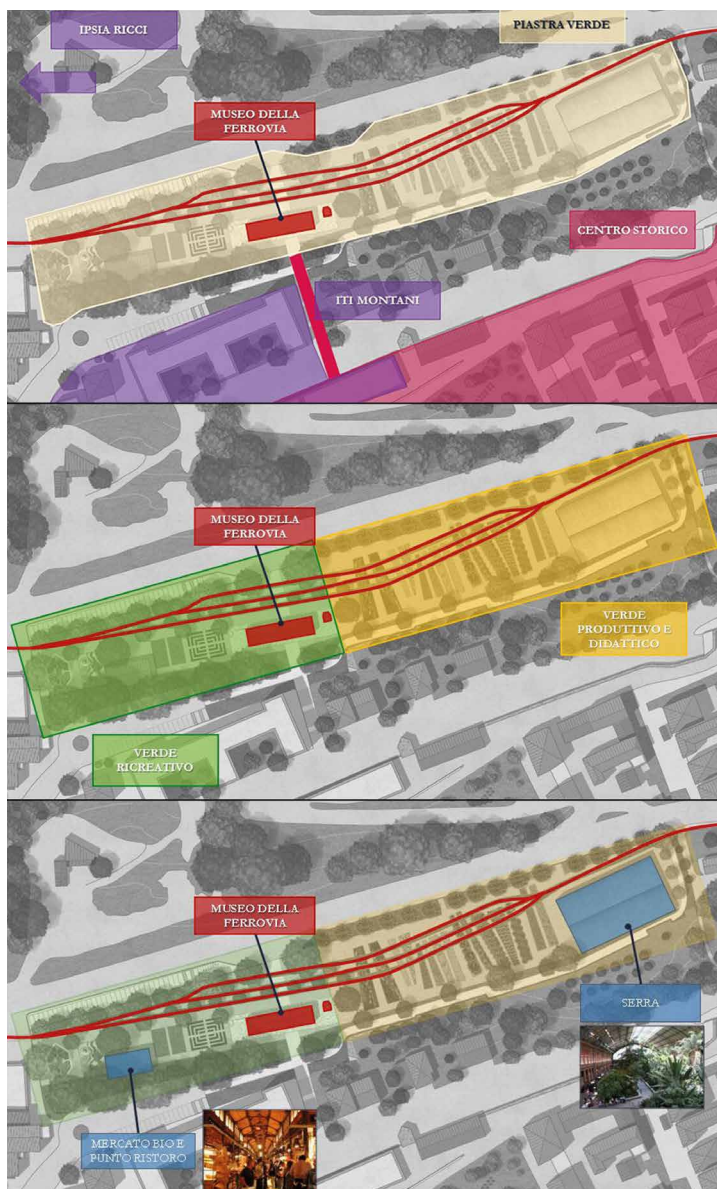 IPSIA RICCI
PIASTRA VERDE
MUSEO DELLA
FERROVIA
CENTRO STORICO
ITI MONTANI
MUSEO DELLA
FERROVIA
VERDE
PRODUTTIVO E
DIDATTICO
VERDE
RICREATIVO
MUSEO DELLA
FERROVIA
SERRA
MERCATO BIO E
PUNTO RISTORO